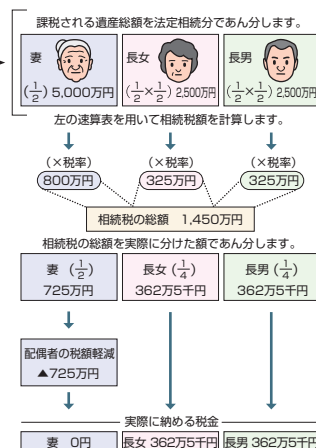 課税される遺産総額を法定相続分であん分します。
妻
長女
長男
(1/2) 5,000万円
(1/2×1/2) 2,500万円
(1/2×1/2) 2,500万円
左の速算表を用いて相続税額を計算します。
(×税率)
(×税率)
(×税率)
800万円
325万円
325万円
相続税の総額 1,450万円
相続税の総額を実際に分けた額であん分します。
妻 (1/2)
長女 (1/4)
長男 (1/4)
725万円
362万5千円
362万5千円
配偶者の税額軽減
▲725万円
実際に納める税金
妻 0円
長女 362万5千円
長男 362万5千円